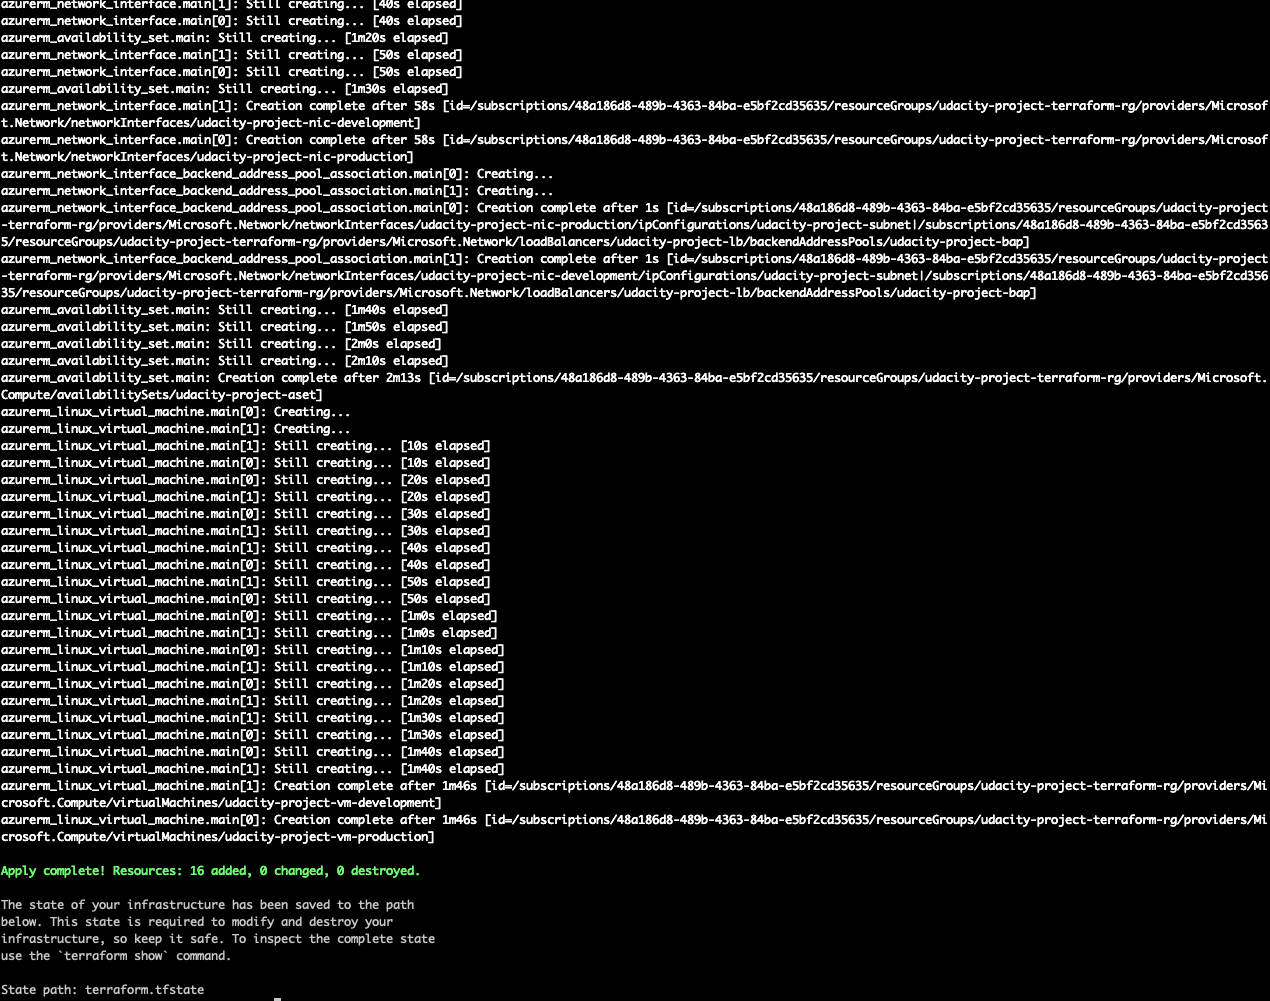 azurerm_network_interface.main[1]: Still creating... [40s elapsed]
azurerm_network_interface.main[0]: Still creating... [40s elapsed]
azurerm_availability_set.main: Still creating... [1m20s elapsed]
azurerm_network_interface.main[1]: Still creating... [50s elapsed]
azurerm_network_interface.main[0]: Still creating... [50s elapsed]
azurerm_availability_set.main: Still creating... [1m30s elapsed]
azurerm_network_interface.main[1]: Creation complete after 58s [id=/subscriptions/48a186d8-489b-4363-84ba-e5bf2cd35635/resourceGroups/udacity-project-terraform-rg/providers/Microsof
t.Network/networkInterfaces/udacity-project-nic-development]
azurerm_network_interface.main[0]: Creation complete after 58s [id=/subscriptions/48a186d8-489b-4363-84ba-e5bf2cd35635/resourceGroups/udacity-project-terraform-rg/providers/Microsof
t.Network/networkInterfaces/udacity-project-nic-production]
azurerm_network_interface_backend_address_pool_association.main[0]: Creating...
azurerm_network_interface_backend_address_pool_association.main[1]: Creating...
azurerm_network_interface_backend_address_pool_association.main[0]: Creation complete after 1s [id=/subscriptions/48a186d8-489b-4363-84ba-e5bf2cd35635/resourceGroups/udacity-project
-terraform-rg/providers/Microsoft.Network/networkInterfaces/udacity-project-nic-production/ipConfigurations/udacity-project-subnet|/subscriptions/48a186d8-489b-4363-84ba-e5bf2cd3563
5/resourceGroups/udacity-project-terraform-rg/providers/Microsoft.Network/loadBalancers/udacity-project-lb/backendAddressPools/udacity-project-bap]
azurerm_network_interface_backend_address_pool_association.main[1]: Creation complete after 1s [id=/subscriptions/48a186d8-489b-4363-84ba-e5bf2cd35635/resourceGroups/udacity-project
-terraform-rg/providers/Microsoft.Network/networkInterfaces/udacity-project-nic-development/ipConfigurations/udacity-project-subnet|/subscriptions/48a186d8-489b-4363-84ba-e5bf2cd356
35/resourceGroups/udacity-project-terraform-rg/providers/Microsoft.Network/loadBalancers/udacity-project-lb/backendAddressPools/udacity-project-bap]
azurerm_availability_set.main: Still creating... [1m40s elapsed]
azurerm_availability_set.main: Still creating... [1m50s elapsed]
azurerm_availability_set.main: Still creating... [2m0s elapsed]
azurerm_availability_set.main: Still creating... [2m10s elapsed]
azurerm_availability_set.main: Creation complete after 2m13s [id=/subscriptions/48a186d8-489b-4363-84ba-e5bf2cd35635/resourceGroups/udacity-project-terraform-rg/providers/Microsoft.
Compute/availabilitySets/udacity-project-aset]
azurerm_linux_virtual_machine.main[0]: Creating...
azurerm_linux_virtual_machine.main[1]: Creating...
azurerm_linux_virtual_machine.main[1]: Still creating... [10s elapsed]
azurerm_linux_virtual_machine.main[0]: Still creating... [10s elapsed]
azurerm_linux_virtual_machine.main[0]: Still creating... [20s elapsed]
azurerm_linux_virtual_machine.main[1]: Still creating... [20s elapsed]
azurerm_linux_virtual_machine.main[0]: Still creating... [30s elapsed]
azurerm_linux_virtual_machine.main[1]: Still creating... [30s elapsed]
azurerm_linux_virtual_machine.main[1]: Still creating... [40s elapsed]
azurerm_linux_virtual_machine.main[0]: Still creating... [40s elapsed]
azurerm_linux_virtual_machine.main[1]: Still creating... [50s elapsed]
azurerm_linux_virtual_machine.main[0]: Still creating... [50s elapsed]
azurerm_linux_virtual_machine.main[0]: Still creating... [1m0s elapsed]
azurerm_linux_virtual_machine.main[1]: Still creating... [1m0s elapsed]
azurerm_linux_virtual_machine.main[0]: Still creating... [1m10s elapsed]
azurerm_linux_virtual_machine.main[1]: Still creating... [1m10s elapsed]
azurerm_linux_virtual_machine.main[0]: Still creating... [1m20s elapsed]
azurerm_linux_virtual_machine.main[1]: Still creating... [1m20s elapsed]
azurerm_linux_virtual_machine.main[1]: Still creating... [1m30s elapsed]
azurerm_linux_virtual_machine.main[0]: Still creating... [1m30s elapsed]
azurerm_linux_virtual_machine.main[0]: Still creating... [1m40s elapsed]
azurerm_linux_virtual_machine.main[1]: Still creating... [1m40s elapsed]
azurerm_linux_virtual_machine.main[1]: Creation complete after 1m46s [id=/subscriptions/48a186d8-489b-4363-84ba-e5bf2cd35635/resourceGroups/udacity-project-terraform-rg/providers/Mi
crosoft.Compute/virtualMachines/udacity-project-vm-development]
azurerm_linux_virtual_machine.main[0]: Creation complete after 1m46s [id=/subscriptions/48a186d8-489b-4363-84ba-e5bf2cd35635/resourceGroups/udacity-project-terraform-rg/providers/Mi
crosoft.Compute/virtualMachines/udacity-project-vm-production]
Apply complete! Resources: 16 added, 0 changed, 0 destroyed.
The state of your infrastructure has been saved to the path
below. This state is required to modify and destroy your
infrastructure, so keep it safe. To inspect the complete state
use the `terraform show` command.
State path: terraform.tfstate